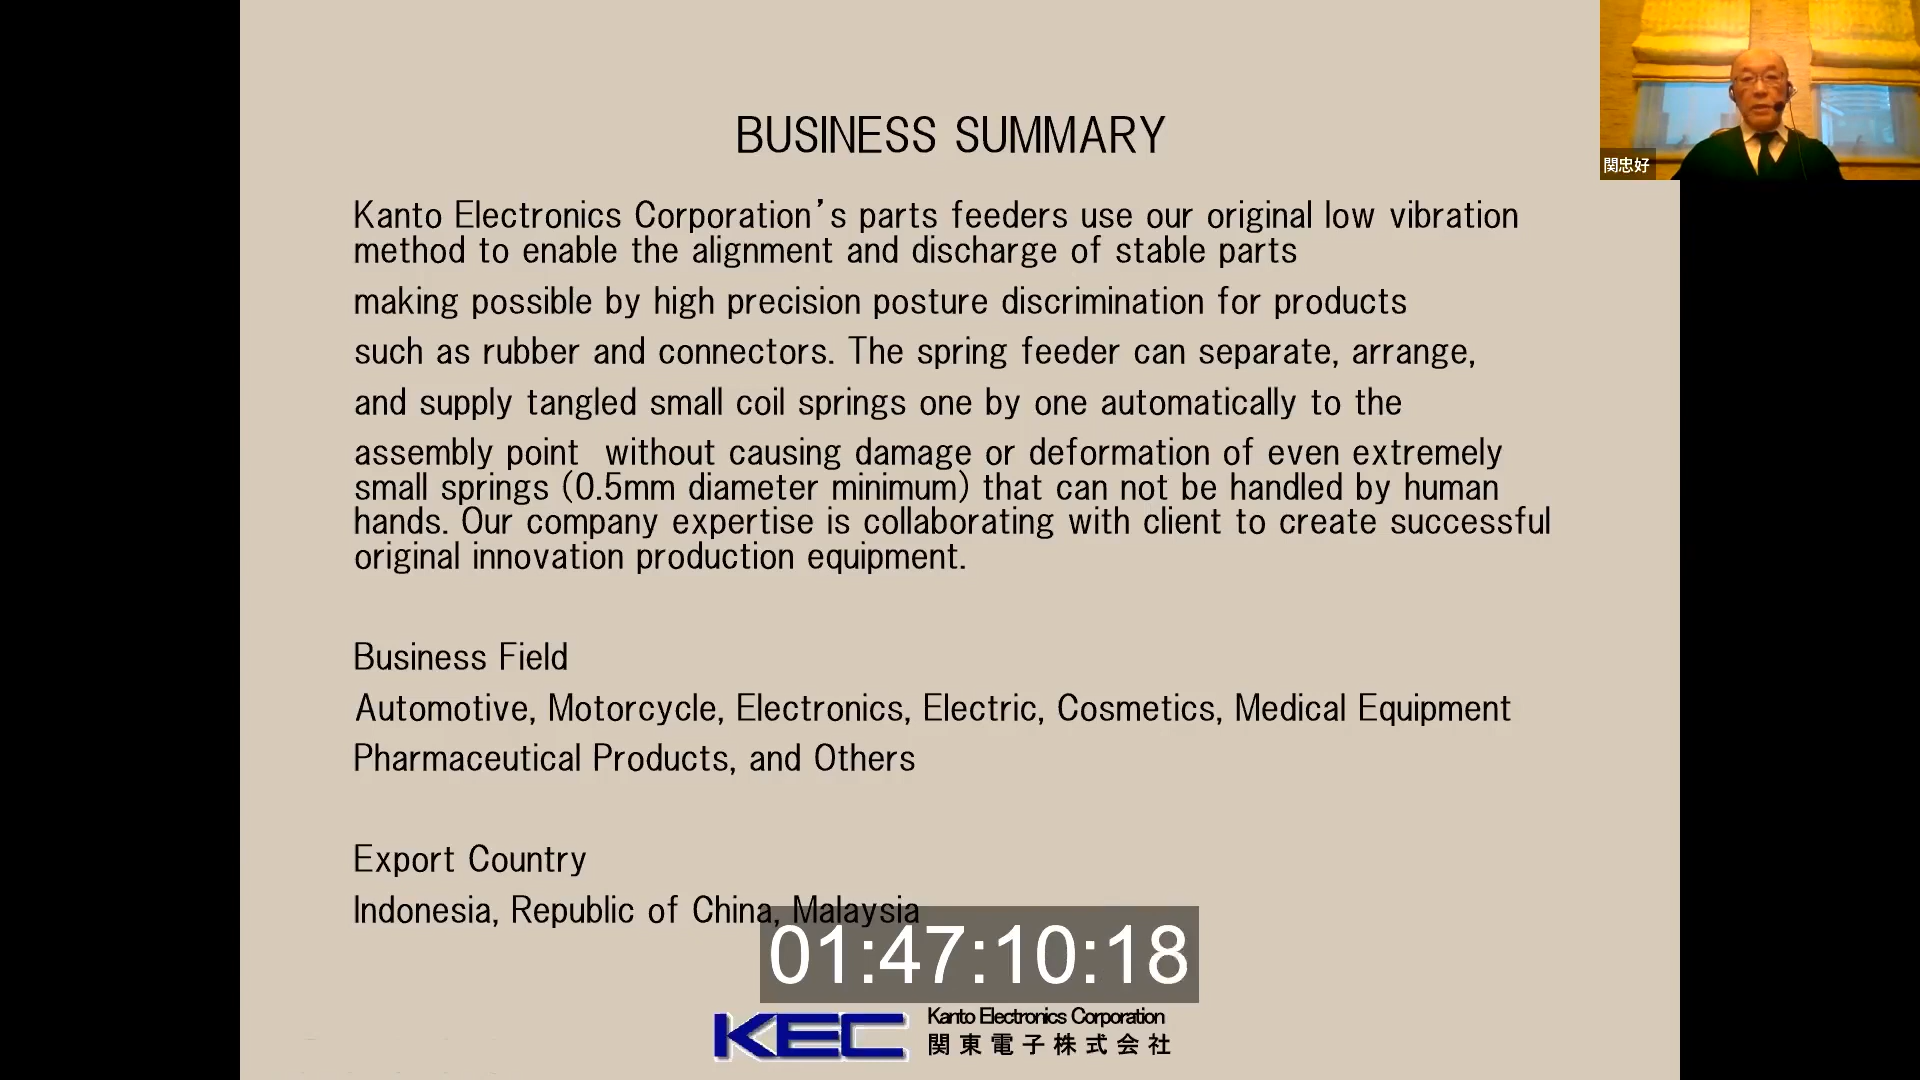 BUSINESS SUMMARY
Kanto Electronics Corporation’s parts feeders use our original low vibration
method to enable the alignment and discharge of stable parts
making possible by high precision posture discrimination for products
such as rubber and connectors. The spring feeder can separate, arrange,
and supply tangled small coil springs one by one automatically to the
assembly point  without causing damage or deformation of even extremely
small springs (0.5mm diameter minimum) that can not be handled by human
hands. Our company expertise is collaborating with client to create successful
original innovation production equipment.
Business Field
Automotive, Motorcycle, Electronics, Electric, Cosmetics, Medical Equipment
Pharmaceutical Products, and Others
Export Country
Indonesia, Republic of China, Malaysia
01:47:10:18
KEC
Kanto Electronics Corporation
関東電子株式会社
関忠好